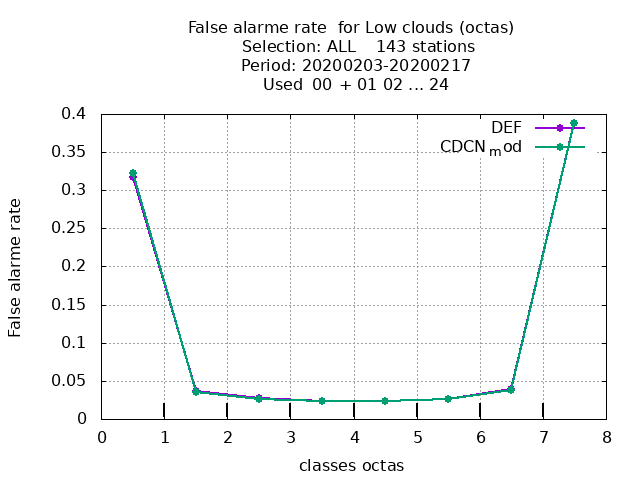 False alarme rate  for Low clouds (octas)
Selection: ALL    143 stations
Period: 20200203-20200217
Used  00 + 01 02 ... 24
0.4
DEF
CDCN_mod
0.35
0.3
0.25
0.2
0.15
0.1
0.05
0
False alarme rate
0 1 2 3 4 5 6 7 8
classes octas